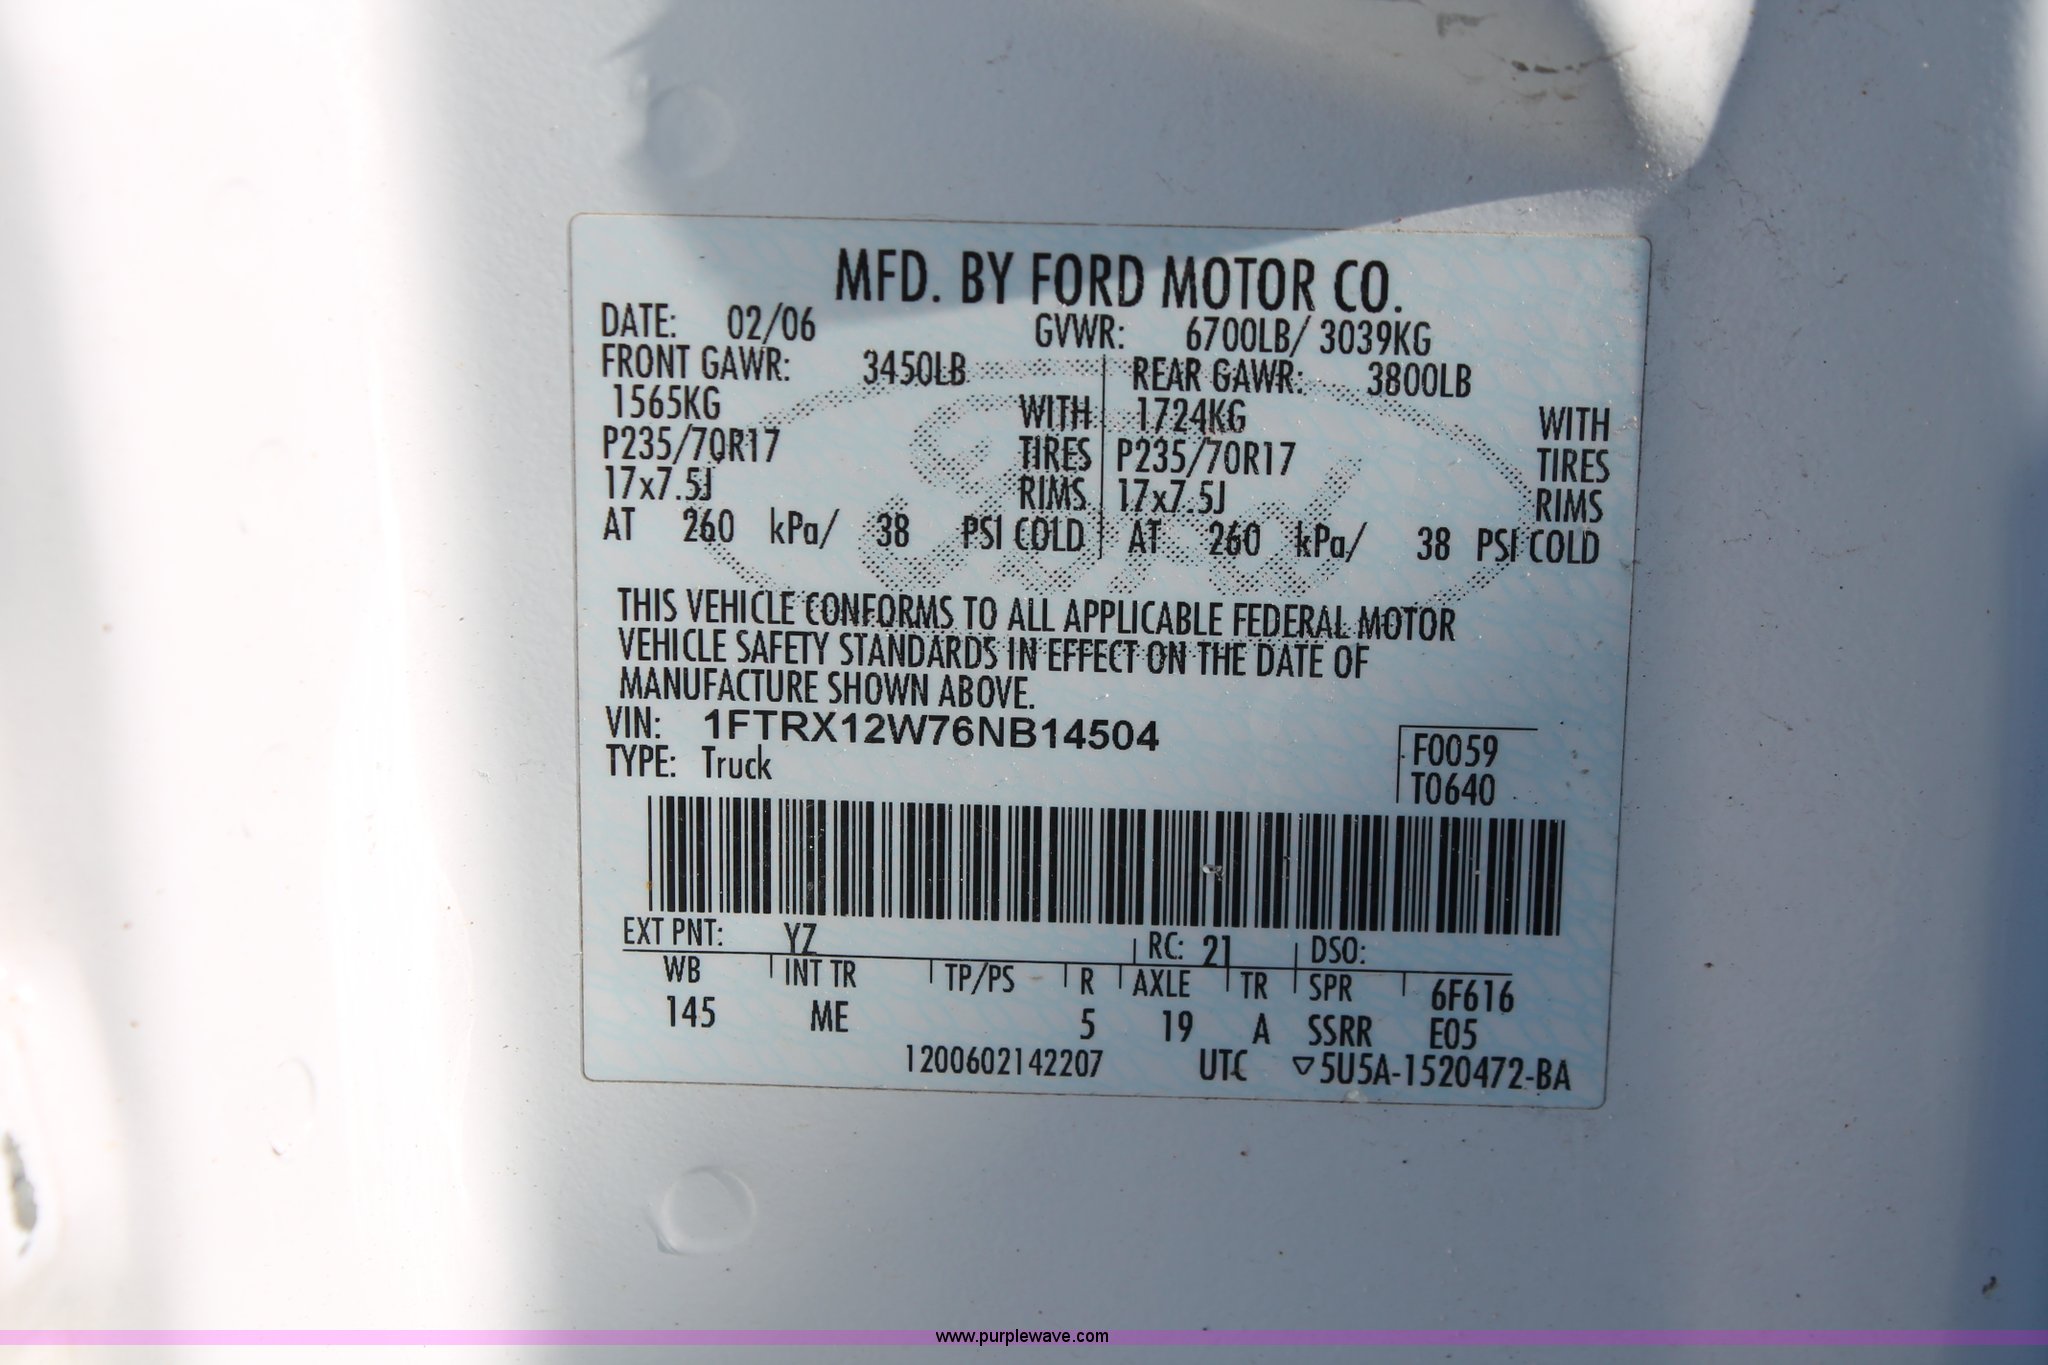 MFD. BY FORD MOTOR CO.
DATE: 02/06 GVWR: 6700LB/ 3039KG
FRONT GAWR: 3450LB REAR GAWR: 3800LB
1565KG WITH 1724KG WITH
P235/70R17 TIRES P235/70R17 TIRES
17x7.5J RIMS 17x7.5J RIMS
AT 260 kPa/ 38 PSI COLD AT 260 kPa/ 38 PSI COLD
THIS VEHICLE CONFORMS TO ALL APPLICABLE FEDERAL MOTOR
VEHICLE SAFETY STANDARDS IN EFFECT ON THE DATE OF
MANUFACTURE SHOWN ABOVE.
VIN: 1FTRX12W76NB14504
F0059
TYPE: Truck
T0640
EXT PNT: YZ RC: 21 DSO:
WB INT TR TP/PS R AXLE TR SPR 6F616
145 ME 5 19 A SSRR E05
1200602142207 UTC ▽5U5A-1520472-BA
Ford
www.purplewave.com